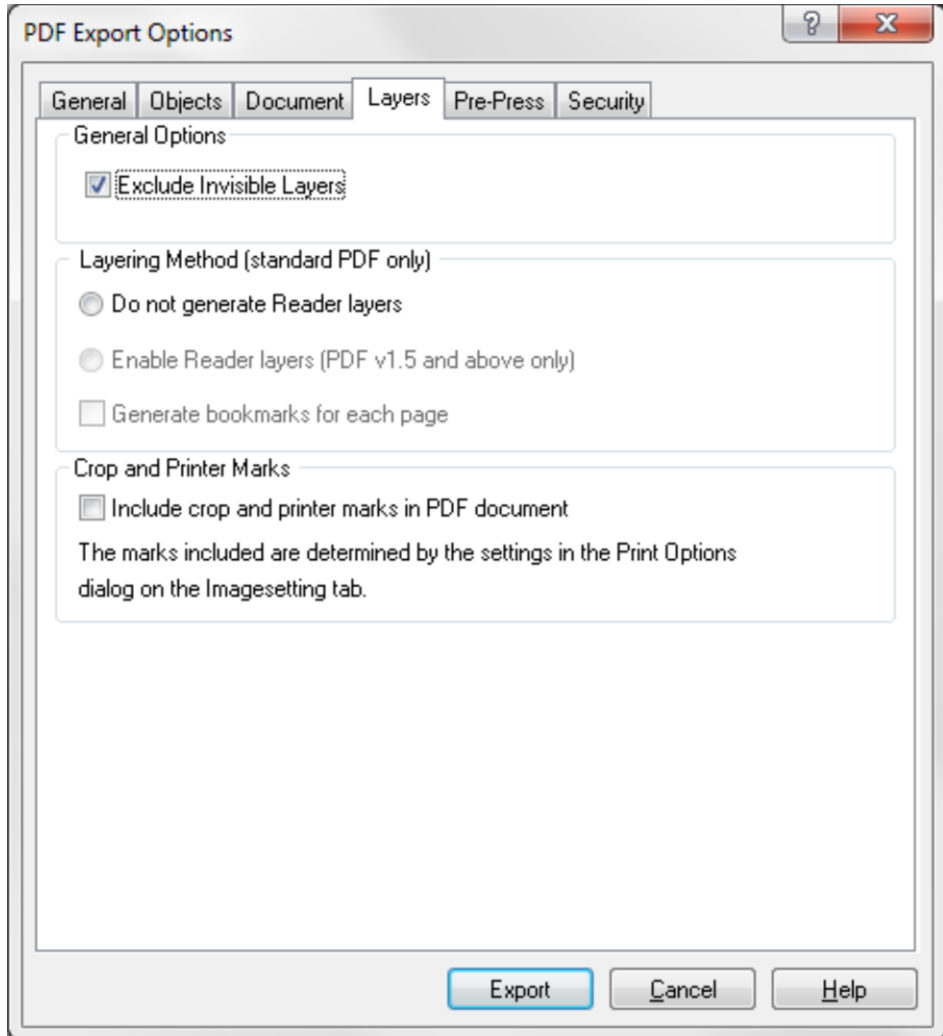 PDF Export Options
?
X
General Objects Document Layers Pre-Press Security
General Options
Exclude Invisible Layers
Layering Method (standard PDF only)
Do not generate Reader layers
Enable Reader layers (PDF v1.5 and above only)
Generate bookmarks for each page
Crop and Printer Marks
Include crop and printer marks in PDF document
The marks included are determined by the settings in the Print Options
dialog on the Imagesetting tab.
Export Cancel Help